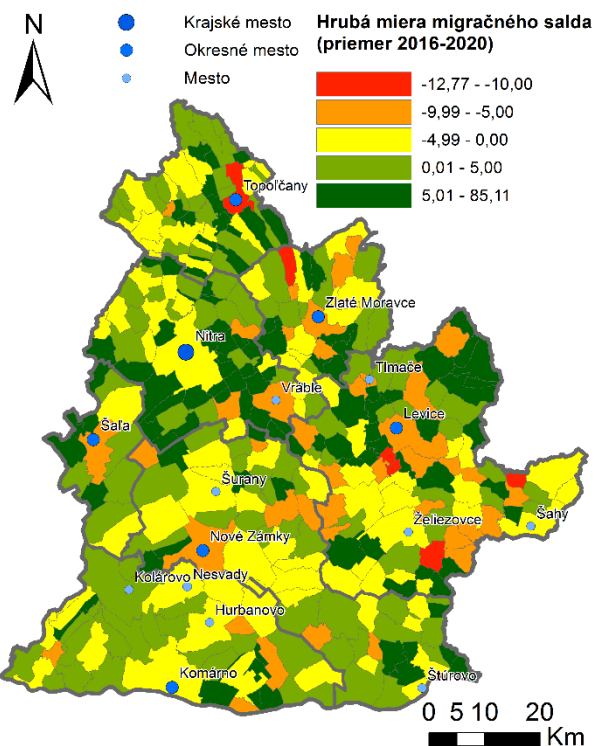 N
Krajské mesto
Okresné mesto
Mesto
Hrubá miera migračného salda
(priemer 2016-2020)
-12,77 - -10,00
-9,99 - -5,00
-4,99 - 0,00
0,01 - 5,00
5,01 - 85,11
Topoľčany
Zlaté Moravce
Nitra
Tlmače
Vráble
Levice
Šaľa
Šurany
Želiezovce
Šahy
Nové Zámky
Kolárovo
Nesvady
Hurbanovo
Komárno
Štúrovo
0 5 10 20
Km